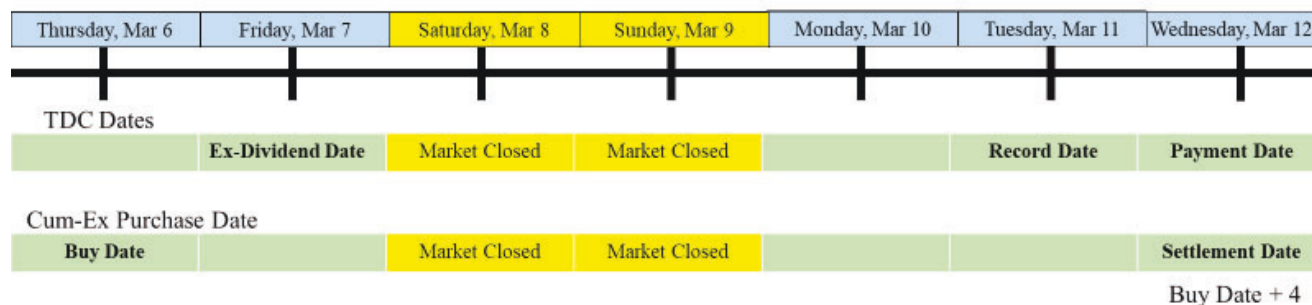 Thursday, Mar 6 Friday, Mar 7 Saturday, Mar 8 Sunday, Mar 9 Monday, Mar 10 Tuesday, Mar 11 Wednesday, Mar 12
TDC Dates
Ex-Dividend Date Market Closed Market Closed Record Date Payment Date
Cum-Ex Purchase Date
Buy Date Market Closed Market Closed Settlement Date
Buy Date + 4